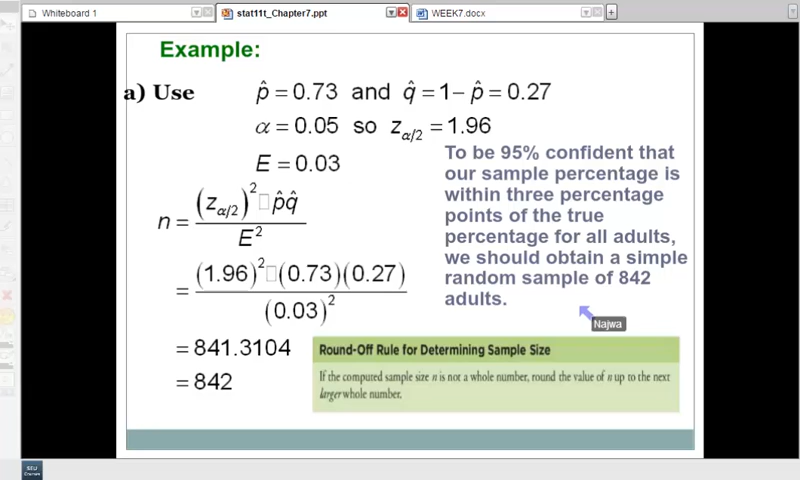 Whiteboard 1
stat11t_Chapter7.ppt
WEEK7.docx
Example:
a) Use p̂ = 0.73 and q̂ = 1− p̂ = 0.27
α = 0.05 so zα/2 = 1.96
E = 0.03
n = (zα/2)² □ p̂q̂ / E²
= (1.96)² □ (0.73)(0.27) / (0.03)²
= 841.3104
= 842
To be 95% confident that
our sample percentage is
within three percentage
points of the true
percentage for all adults,
we should obtain a simple
random sample of 842
adults.
Najwa
Round-Off Rule for Determining Sample Size
If the computed sample size n is not a whole number, round the value of n up to the next
larger whole number.
SEU